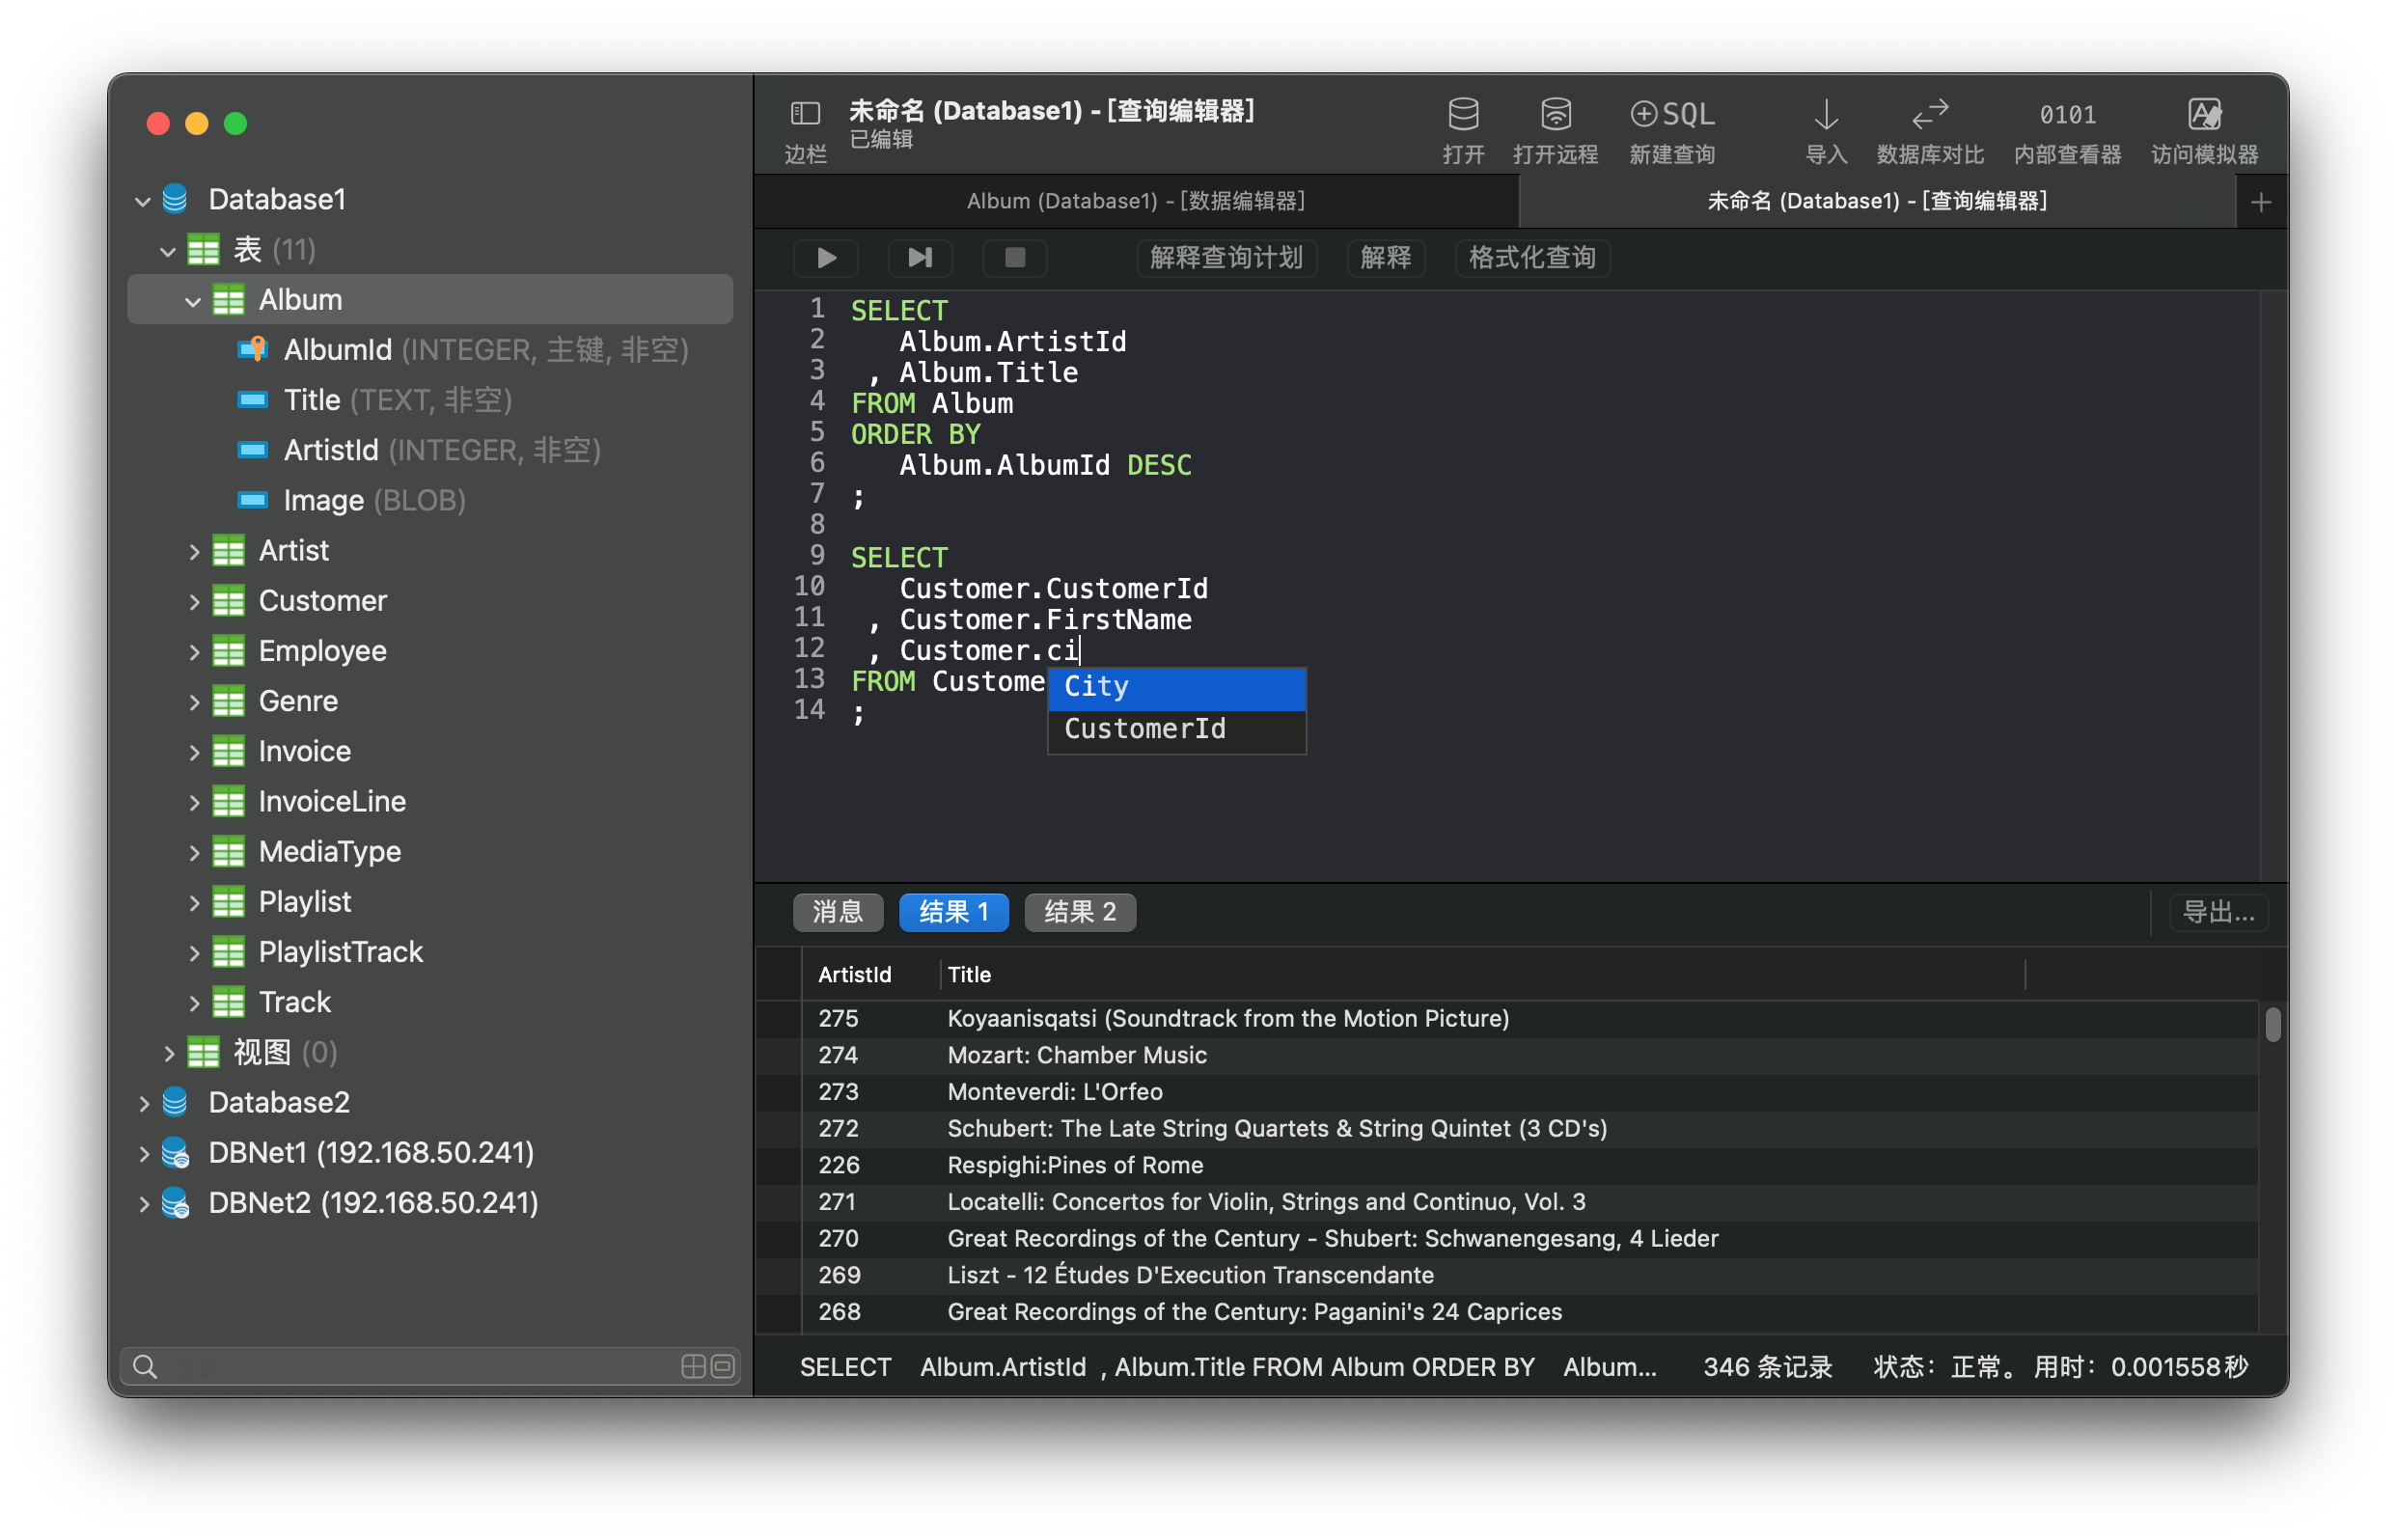 未命名 (Database1) - [查询编辑器]
已编辑
边栏
打开
打开远程
SQL
新建查询
导入
数据库对比
0101
内部查看器
访问模拟器
Database1
表 (11)
Album
AlbumId (INTEGER, 主键, 非空)
Title (TEXT, 非空)
ArtistId (INTEGER, 非空)
Image (BLOB)
Artist
Customer
Employee
Genre
Invoice
InvoiceLine
MediaType
Playlist
PlaylistTrack
Track
视图 (0)
Database2
DBNet1 (192.168.50.241)
DBNet2 (192.168.50.241)
Album (Database1) - [数据编辑器]
未命名 (Database1) - [查询编辑器]
解释查询计划
解释
格式化查询
1 SELECT
2 Album.ArtistId
3 , Album.Title
4 FROM Album
5 ORDER BY
6 Album.AlbumId DESC
7 ;
8
9 SELECT
10 Customer.CustomerId
11 , Customer.FirstName
12 , Customer.ci
13 FROM Custome
14 ;
City
CustomerId
消息
结果 1
结果 2
导出...
ArtistId Title
275 Koyaanisqatsi (Soundtrack from the Motion Picture)
274 Mozart: Chamber Music
273 Monteverdi: L'Orfeo
272 Schubert: The Late String Quartets & String Quintet (3 CD's)
226 Respighi:Pines of Rome
271 Locatelli: Concertos for Violin, Strings and Continuo, Vol. 3
270 Great Recordings of the Century - Shubert: Schwanengesang, 4 Lieder
269 Liszt - 12 Études D'Execution Transcendante
268 Great Recordings of the Century: Paganini's 24 Caprices
SELECT Album.ArtistId , Album.Title FROM Album ORDER BY Album... 346 条记录 状态：正常。 用时：0.001558秒